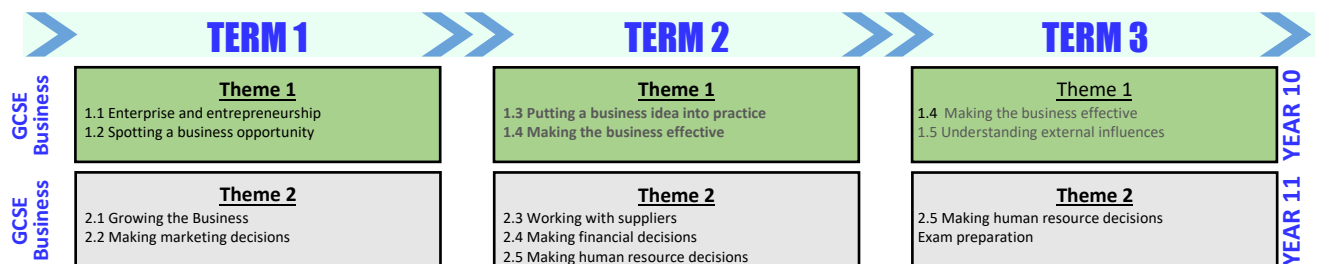 TERM 1
TERM 2
TERM 3
GCSE
Business
Theme 1
1.1 Enterprise and entrepreneurship
1.2 Spotting a business opportunity
Theme 1
1.3 Putting a business idea into practice
1.4 Making the business effective
Theme 1
1.4 Making the business effective
1.5 Understanding external influences
YEAR 10
GCSE
Business
Theme 2
2.1 Growing the Business
2.2 Making marketing decisions
Theme 2
2.3 Working with suppliers
2.4 Making financial decisions
2.5 Making human resource decisions
Theme 2
2.5 Making human resource decisions
Exam preparation
YEAR 11